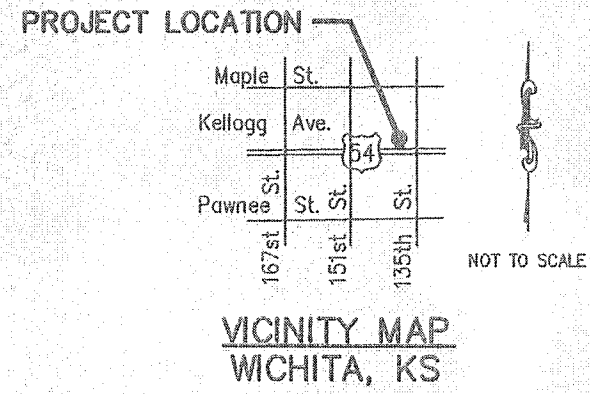 PROJECT LOCATION
Maple St.
Kellogg Ave.
54
Pawnee St.
167st St.
151st St.
135th St.
NOT TO SCALE
VICINITY MAP
WICHITA, KS